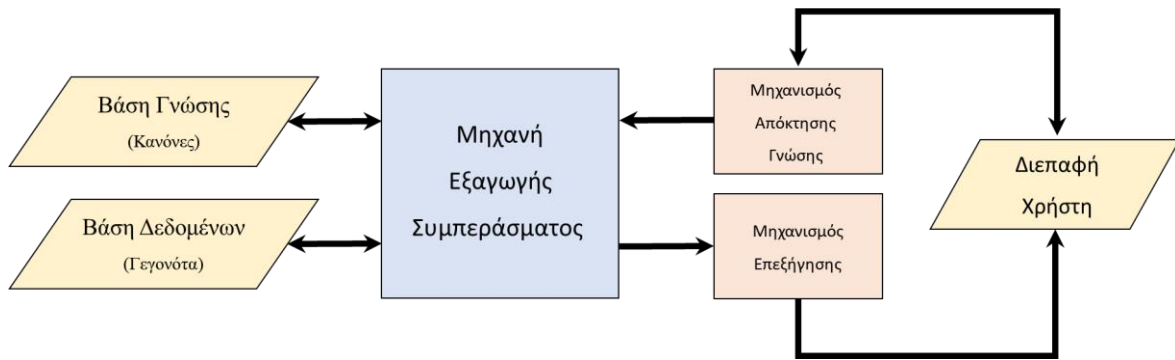 Βάση Γνώσης
(Κανόνες)
Βάση Δεδομένων
(Γεγονότα)
Μηχανή
Εξαγωγής
Συμπεράσματος
Μηχανισμός
Απόκτησης
Γνώσης
Μηχανισμός
Επεξήγησης
Διεπαφή
Χρήστη